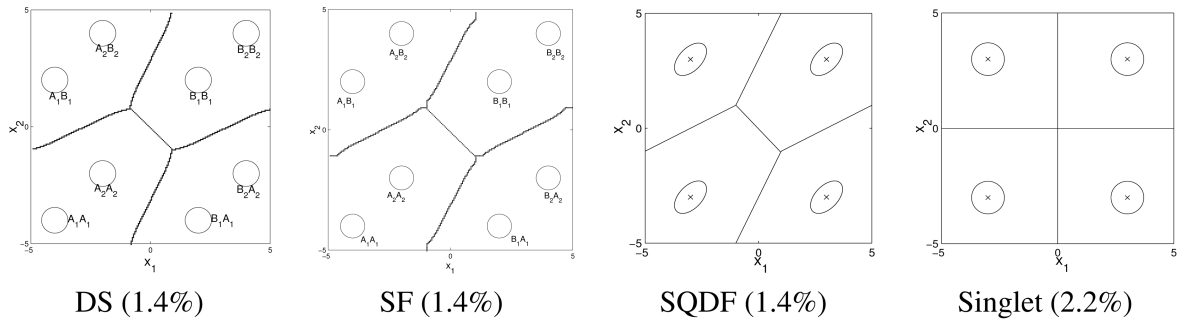 5
A₂B₂
B₂B₂
A₁B₁
B₁B₁
x₂
0
A₂A₂
B₂A₂
A₁A₁
B₁A₁
−5
−5
0
5
x₁
DS (1.4%)
5
A₂B₂
B₂B₂
A₁B₁
B₁B₁
x₂
0
A₂A₂
B₂A₂
A₁A₁
B₁A₁
−5
−5
0
5
x₁
SF (1.4%)
5
x₂
0
−5
−5
0
5
x₁
SQDF (1.4%)
5
x₂
0
−5
−5
0
5
x₁
Singlet (2.2%)